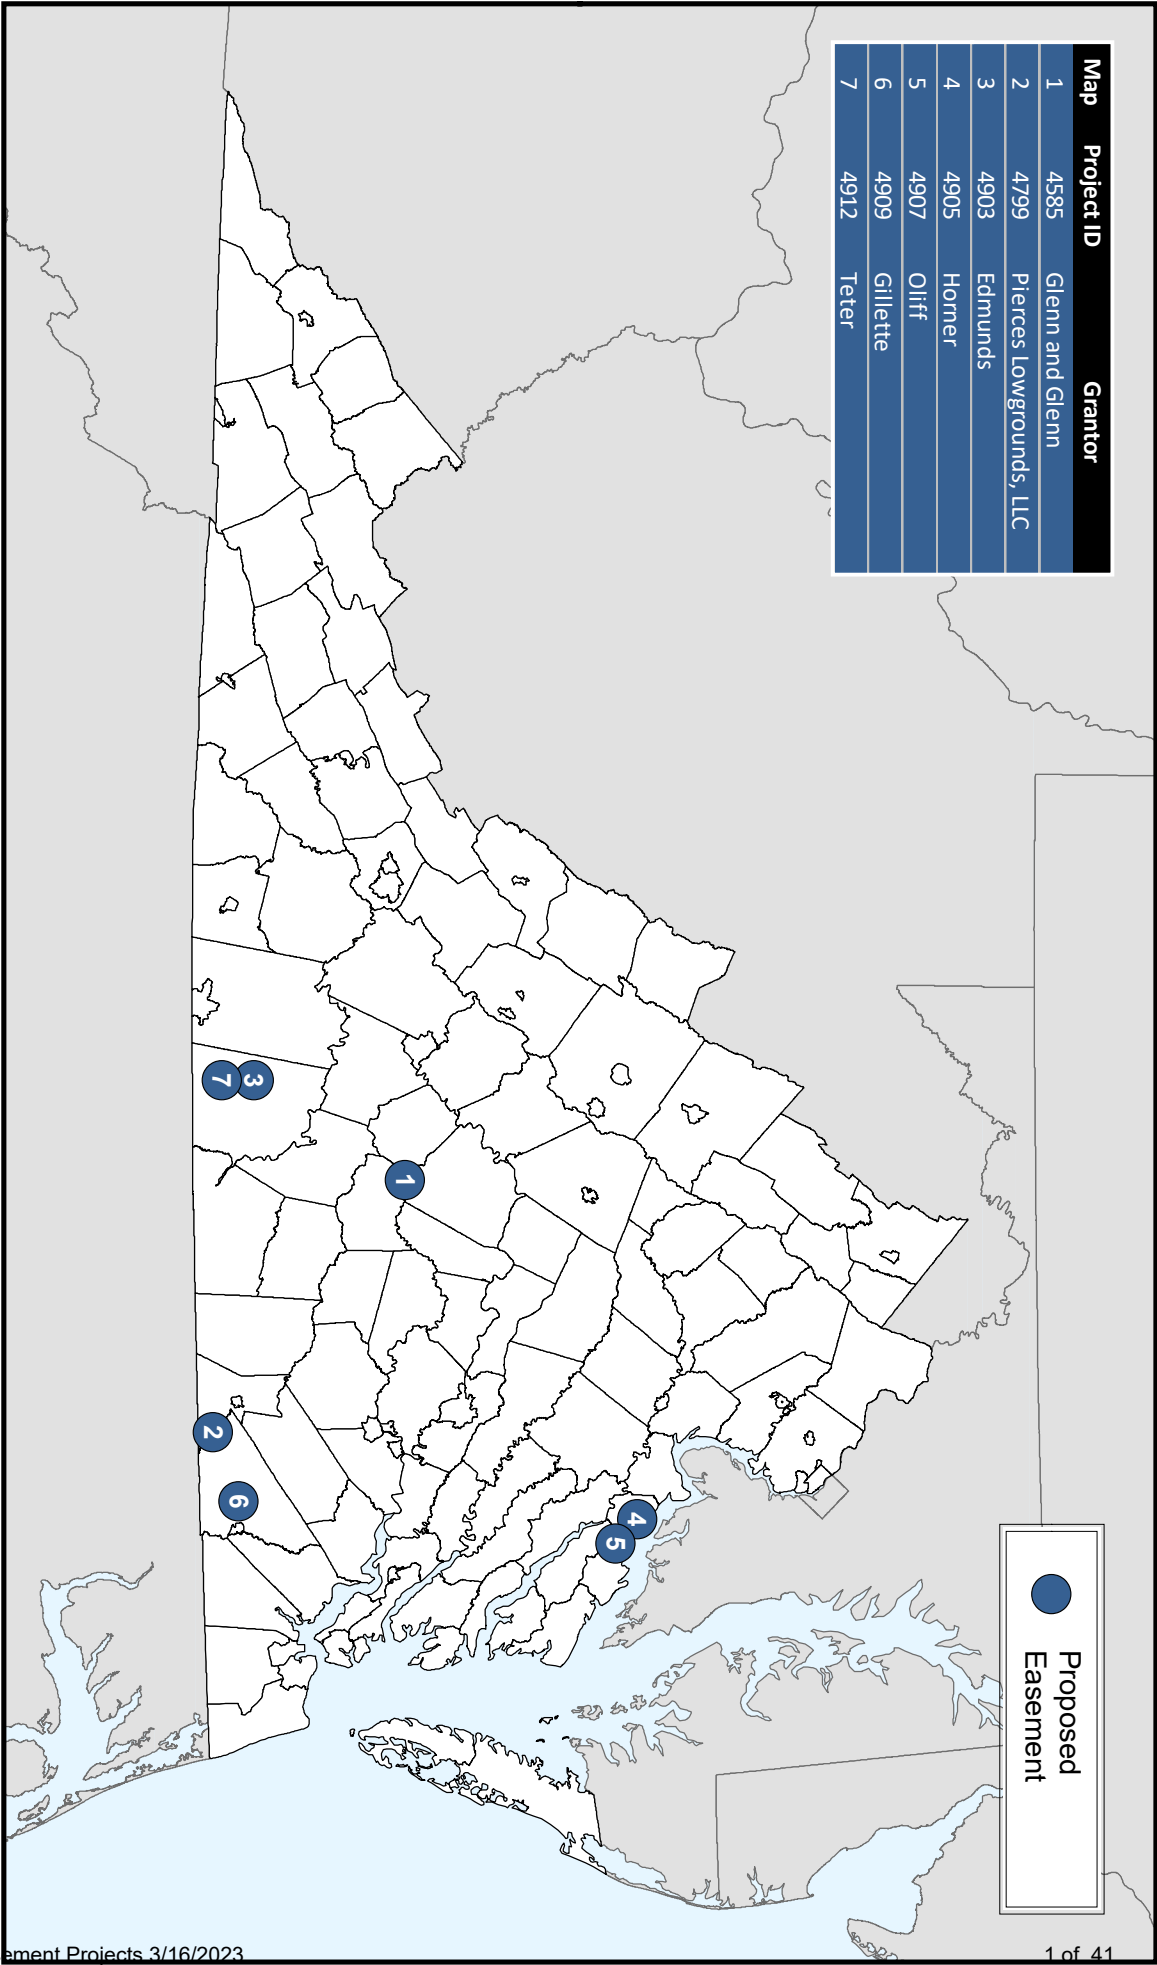 Map Project ID Grantor
1 4585 Glenn and Glenn
2 4799 Pierces Lowgrounds, LLC
3 4903 Edmunds
4 4905 Horner
5 4907 Oliff
6 4909 Gillette
7 4912 Teter
Proposed
Easement
4
5
1
3
7
6
2
ement Projects 3/16/2023
1 of 41